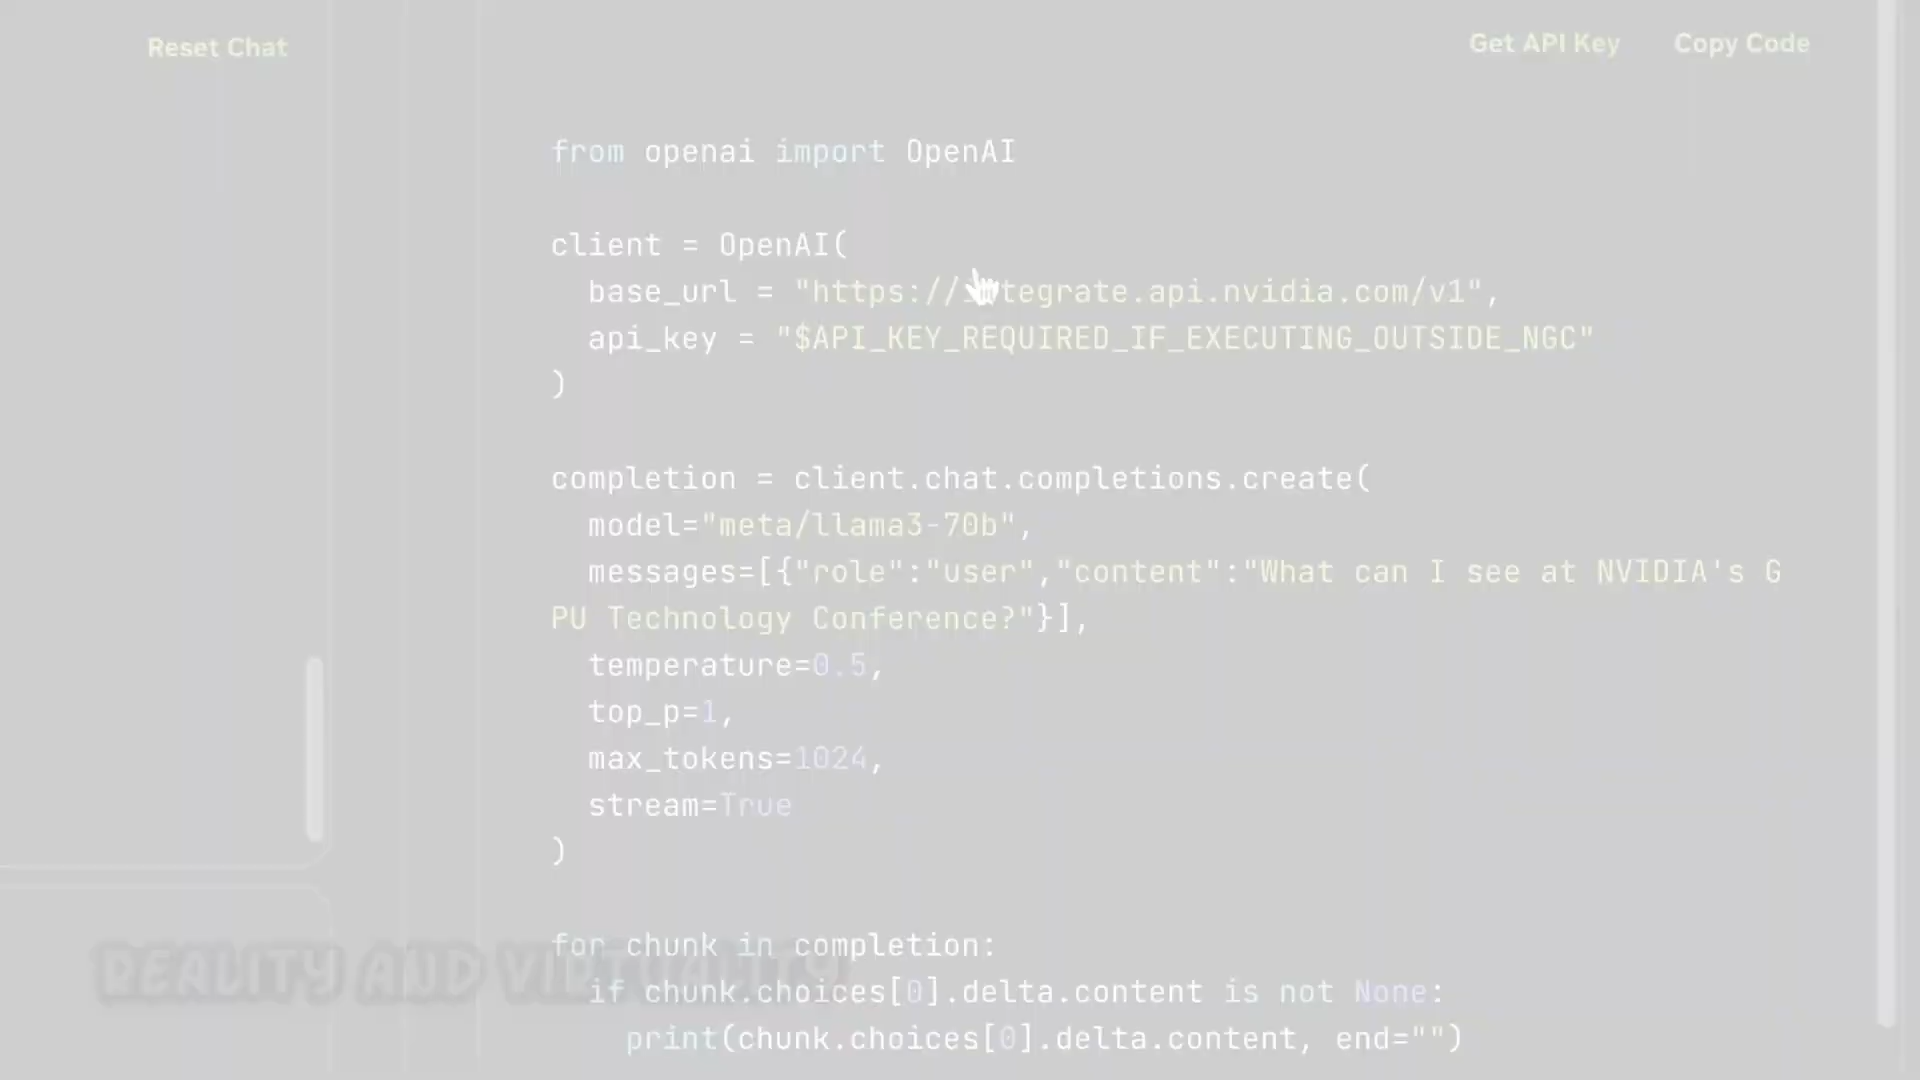 Reset Chat
Get API Key
Copy Code
from openai import OpenAI
client = OpenAI(
base_url = "https://integrate.api.nvidia.com/v1",
api_key = "$API_KEY_REQUIRED_IF_EXECUTING_OUTSIDE_NGC"
)
completion = client.chat.completions.create(
model="meta/llama3-70b",
messages=[{"role":"user","content":"What can I see at NVIDIA's G
PU Technology Conference?"}],
temperature=0.5,
top_p=1,
max_tokens=1024,
stream=True
)
for chunk in completion:
if chunk.choices[0].delta.content is not None:
print(chunk.choices[0].delta.content, end="")
REALITY AND VIRTUALITY